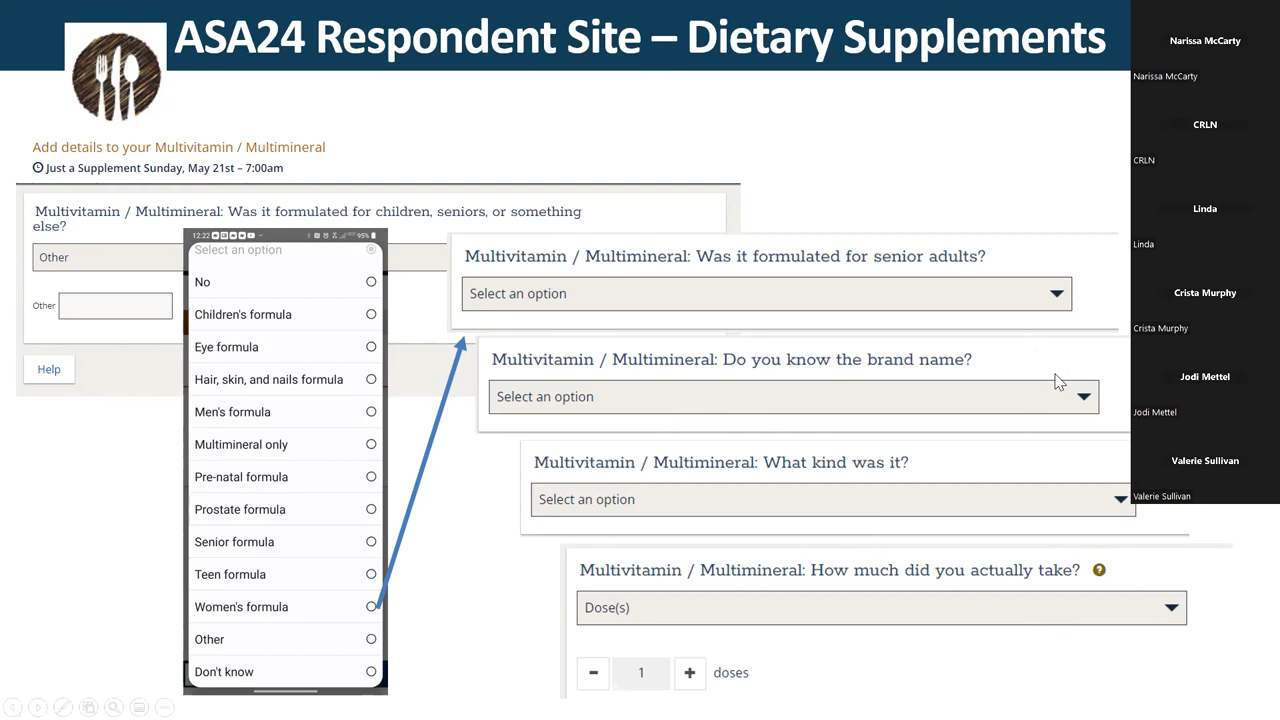 ASA24 Respondent Site – Dietary Supplements
Add details to your Multivitamin / Multimineral
Just a Supplement Sunday, May 21st – 7:00am
Multivitamin / Multimineral: Was it formulated for children, seniors, or something
else?
Other
Other
Help
12:22
95%
Select an option
No
Children's formula
Eye formula
Hair, skin, and nails formula
Men's formula
Multimineral only
Pre-natal formula
Prostate formula
Senior formula
Teen formula
Women's formula
Other
Don't know
Multivitamin / Multimineral: Was it formulated for senior adults?
Select an option
Multivitamin / Multimineral: Do you know the brand name?
Select an option
Multivitamin / Multimineral: What kind was it?
Select an option
Multivitamin / Multimineral: How much did you actually take? ?
Dose(s)
- 1 + doses
Narissa McCarty
Narissa McCarty
CRLN
CRLN
Linda
Linda
Crista Murphy
Crista Murphy
Jodi Mettel
Jodi Mettel
Valerie Sullivan
Valerie Sullivan